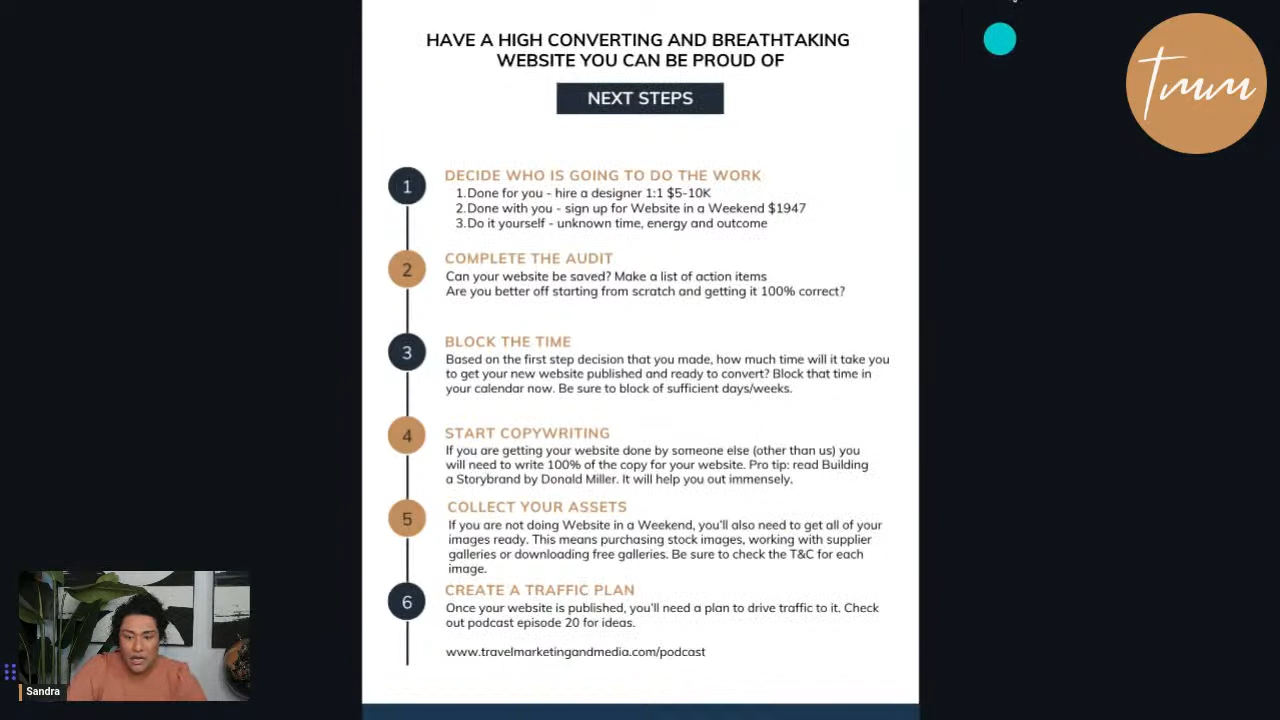 HAVE A HIGH CONVERTING AND BREATHTAKING
WEBSITE YOU CAN BE PROUD OF
NEXT STEPS
Tmm
1
DECIDE WHO IS GOING TO DO THE WORK
1.Done for you - hire a designer 1:1 $5-10K
2.Done with you - sign up for Website in a Weekend $1947
3.Do it yourself - unknown time, energy and outcome
2
COMPLETE THE AUDIT
Can your website be saved? Make a list of action items
Are you better off starting from scratch and getting it 100% correct?
3
BLOCK THE TIME
Based on the first step decision that you made, how much time will it take you
to get your new website published and ready to convert? Block that time in
your calendar now. Be sure to block of sufficient days/weeks.
4
START COPYWRITING
If you are getting your website done by someone else (other than us) you
will need to write 100% of the copy for your website. Pro tip: read Building
a Storybrand by Donald Miller. It will help you out immensely.
5
COLLECT YOUR ASSETS
If you are not doing Website in a Weekend, you'll also need to get all of your
images ready. This means purchasing stock images, working with supplier
galleries or downloading free galleries. Be sure to check the T&C for each
image.
6
CREATE A TRAFFIC PLAN
Once your website is published, you'll need a plan to drive traffic to it. Check
out podcast episode 20 for ideas.
www.travelmarketingandmedia.com/podcast
Sandra